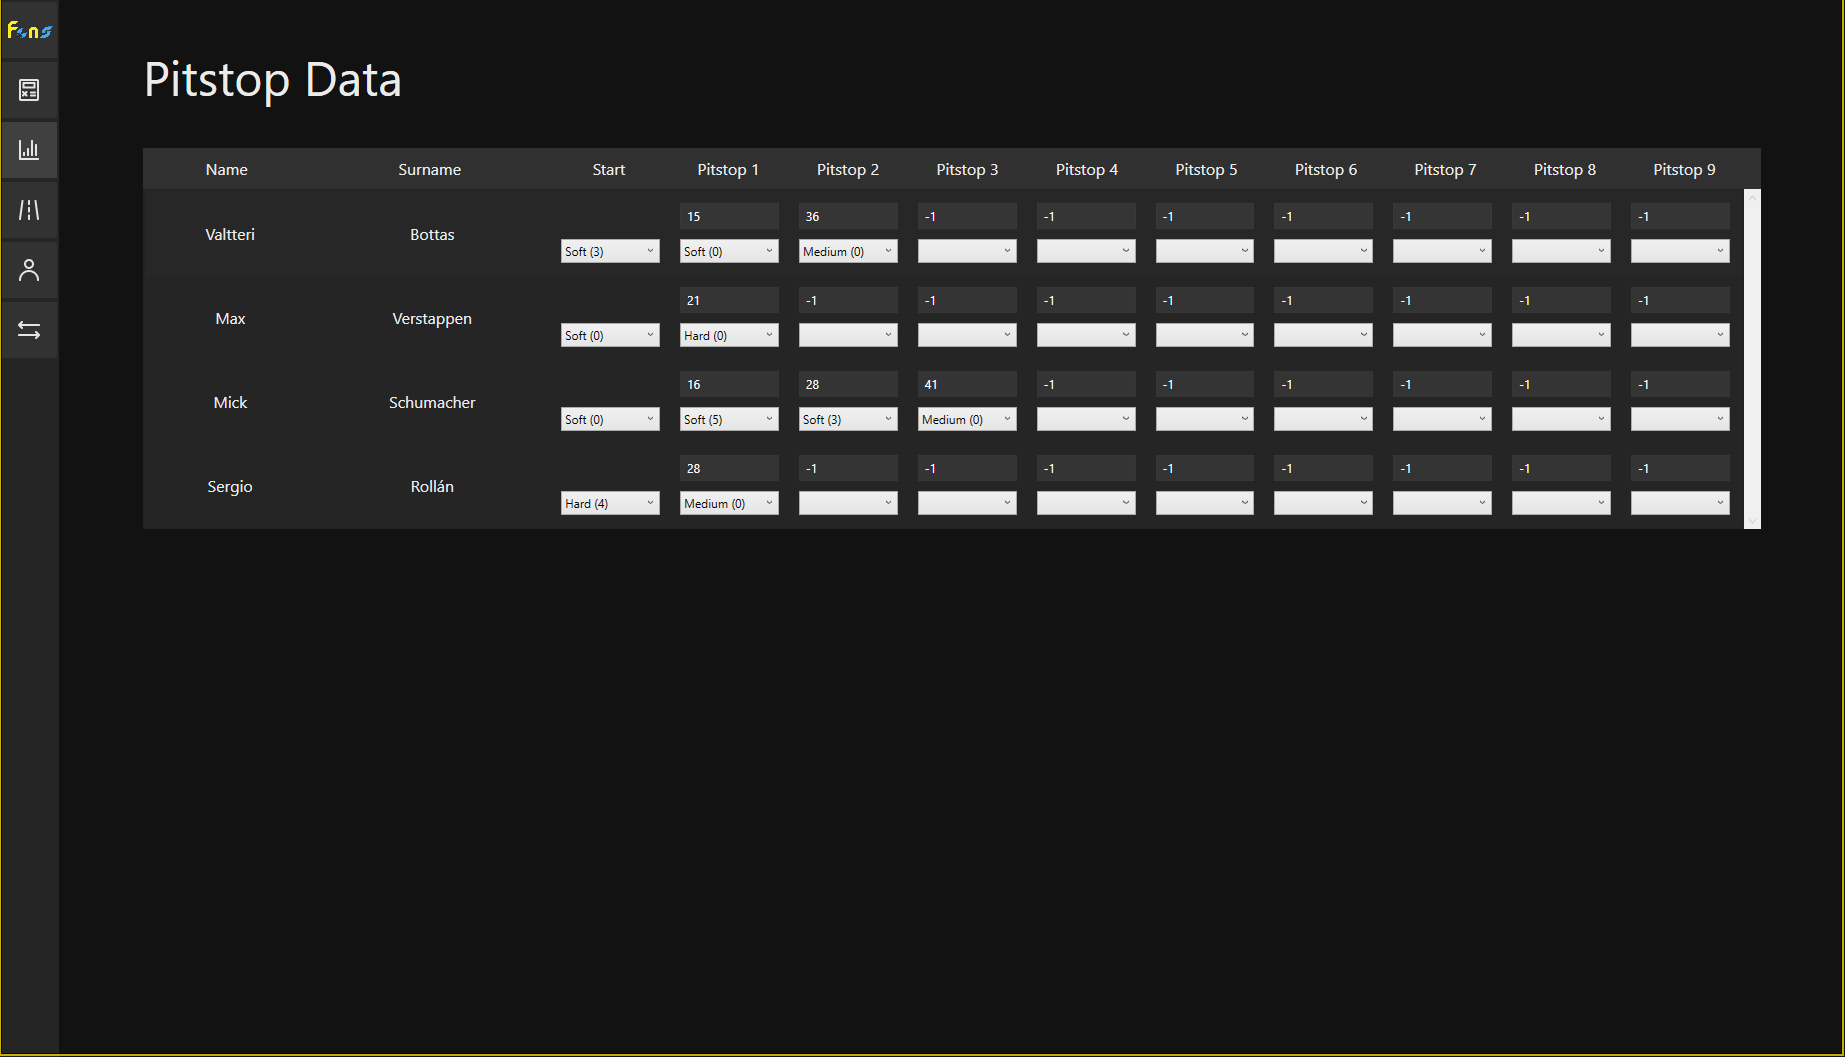 Fons
Pitstop Data
Name Surname Start Pitstop 1 Pitstop 2 Pitstop 3 Pitstop 4 Pitstop 5 Pitstop 6 Pitstop 7 Pitstop 8 Pitstop 9
15 36 -1 -1 -1 -1 -1 -1 -1
Valtteri Bottas
Soft (3) Soft (0) Medium (0)
21 -1 -1 -1 -1 -1 -1 -1 -1
Max Verstappen
Soft (0) Hard (0)
16 28 41 -1 -1 -1 -1 -1 -1
Mick Schumacher
Soft (0) Soft (5) Soft (3) Medium (0)
28 -1 -1 -1 -1 -1 -1 -1 -1
Sergio Rollán
Hard (4) Medium (0)